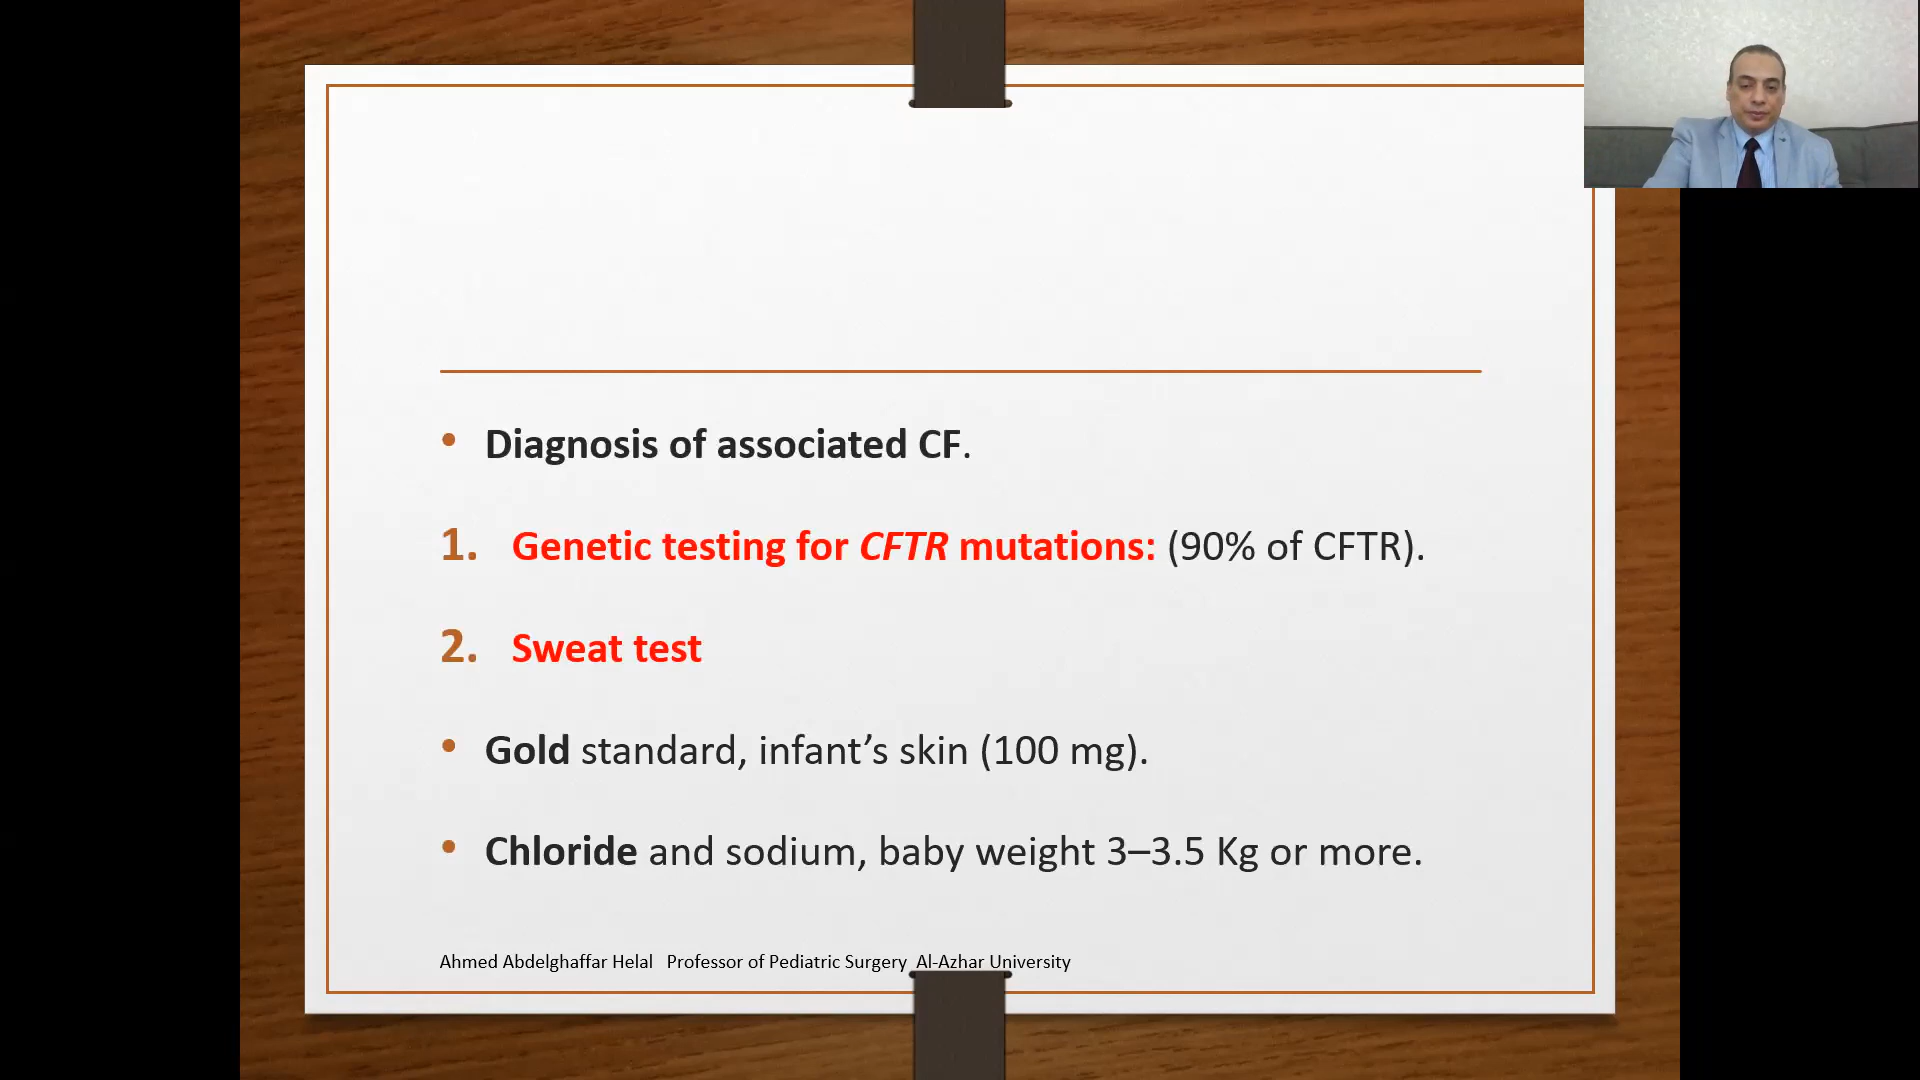 • Diagnosis of associated CF.
1. Genetic testing for CFTR mutations: (90% of CFTR).
2. Sweat test
• Gold standard, infant’s skin (100 mg).
• Chloride and sodium, baby weight 3–3.5 Kg or more.
Ahmed Abdelghaffar Helal Professor of Pediatric Surgery Al-Azhar University